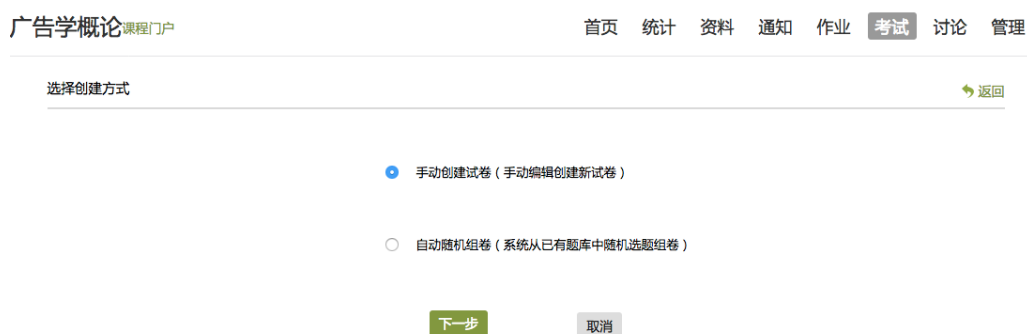 广告学概论课程门户 首页 统计 资料 通知 作业 考试 讨论 管理
选择创建方式 返回
手动创建试卷（手动编辑创建新试卷）
自动随机组卷（系统从已有题库中随机选题组卷）
下一步 取消